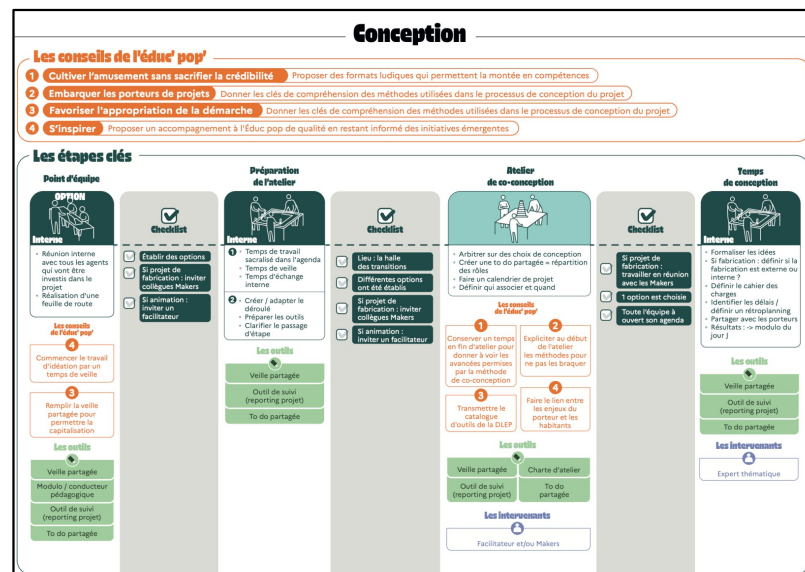 Conception
Les conseils de l'éduc' pop'
1 Cultiver l'amusement sans sacrifier la crédibilité Proposer des formats ludiques qui permettent la montée en compétences
2 Embarquer les porteurs de projets Donner les clés de compréhension des méthodes utilisées dans le processus de conception du projet
3 Favoriser l'appropriation de la démarche Donner les clés de compréhension des méthodes utilisées dans le processus de conception du projet
4 S'inspirer Proposer un accompagnement à l'Éduc pop de qualité en restant informé des initiatives émergentes
Les étapes clés
Point d'équipe
OPTION
Interne
• Réunion interne
avec tous les agents
qui vont être
investis dans le
projet
• Réalisation d'une
feuille de route
Les conseils
de l'éduc' pop'
4
Commencer le travail
d'idéation par un
temps de veille
3
Remplir la veille
partagée pour
permettre la
capitalisation
Les outils
Veille partagée
Modulo / conducteur
pédagogique
Outil de suivi
(reporting projet)
To do partagée
Checklist
Établir des options
Si projet de
fabrication : inviter
collègues Makers
Si animation :
inviter un
facilitateur
Préparation
de l'atelier
Interne
1 • Temps de travail
sacralisé dans l'agenda
• Temps de veille
• Temps d'échange
interne
2 • Créer / adapter le
déroulé
• Préparer les outils
• Clarifier le passage
d'étape
Les outils
Veille partagée
Outil de suivi
(reporting projet)
To do partagée
Checklist
Lieu : la halle
des transitions
Différentes options
ont été établis
Si projet de
fabrication : inviter
collègues Makers
Si animation :
inviter un facilitateur
Atelier
de co-conception
• Arbitrer sur des choix de conception
• Créer une to do partagée = répartition
des rôles
• Faire un calendrier de projet
• Définir qui associer et quand
Les conseils
de l'éduc' pop'
1
Conserver un temps
en fin d'atelier pour
donner à voir les
avancées permises
par la méthode
de co-conception
2
Expliciter au début
de l'atelier
les méthodes pour
ne pas les braquer
3
Transmettre le
catalogue
d'outils de la DLEP
4
Faire le lien entre
les enjeux du
porteur et les
habitants
Les outils
Veille partagée
Charte d'atelier
Outil de suivi
(reporting projet)
To do
partagée
Les intervenants
Facilitateur et/ou Makers
Checklist
Si projet de
fabrication :
travailler en réunion
avec les Makers
1 option est choisie
Toute l'équipe à
ouvert son agenda
Temps
de conception
Interne
• Formaliser les idées
• Si fabrication : définir si la
fabrication est externe ou
interne ?
• Définir le cahier des
charges
• Identifier les délais /
définir un rétroplanning
• Partager avec les porteurs
• Résultats : -> modulo du
jour J
Les outils
Veille partagée
Outil de suivi
(reporting projet)
To do partagée
Les intervenants
Expert thématique